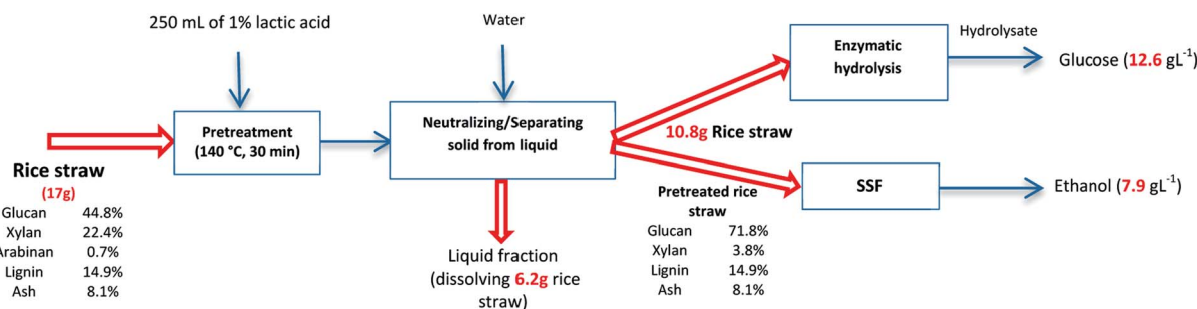 250 mL of 1% lactic acid
Water
Pretreatment
(140 °C, 30 min)
Neutralizing/Separating
solid from liquid
Enzymatic
hydrolysis
Hydrolysate
Glucose (12.6 gL⁻¹)
10.8g Rice straw
SSF
Ethanol (7.9 gL⁻¹)
Rice straw
(17g)
Glucan 44.8%
Xylan 22.4%
Arabinan 0.7%
Lignin 14.9%
Ash 8.1%
Liquid fraction
(dissolving 6.2g rice
straw)
Pretreated rice
straw
Glucan 71.8%
Xylan 3.8%
Lignin 14.9%
Ash 8.1%